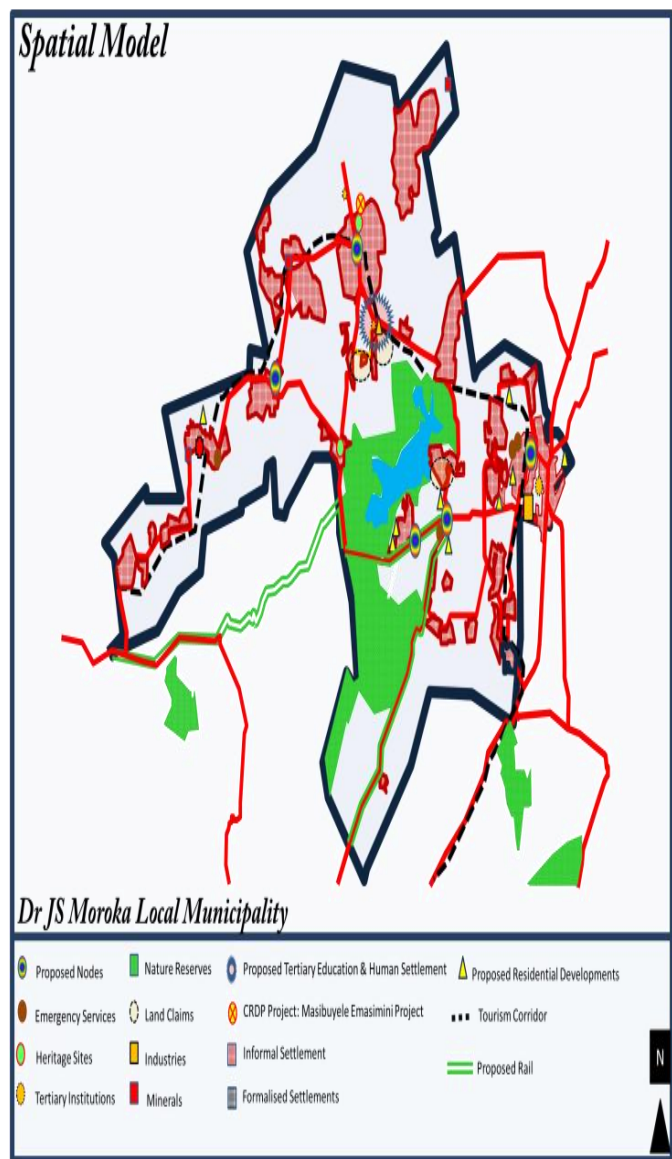 Spatial Model
Dr JS Moroka Local Municipality
Proposed Nodes
Nature Reserves
Proposed Tertiary Education & Human Settlement
Proposed Residential Developments
Emergency Services
Land Claims
CRDP Project: Masibuyele Emasimini Project
Tourism Corridor
Heritage Sites
Industries
Informal Settlement
Proposed Rail
Tertiary Institutions
Minerals
Formalised Settlements
N